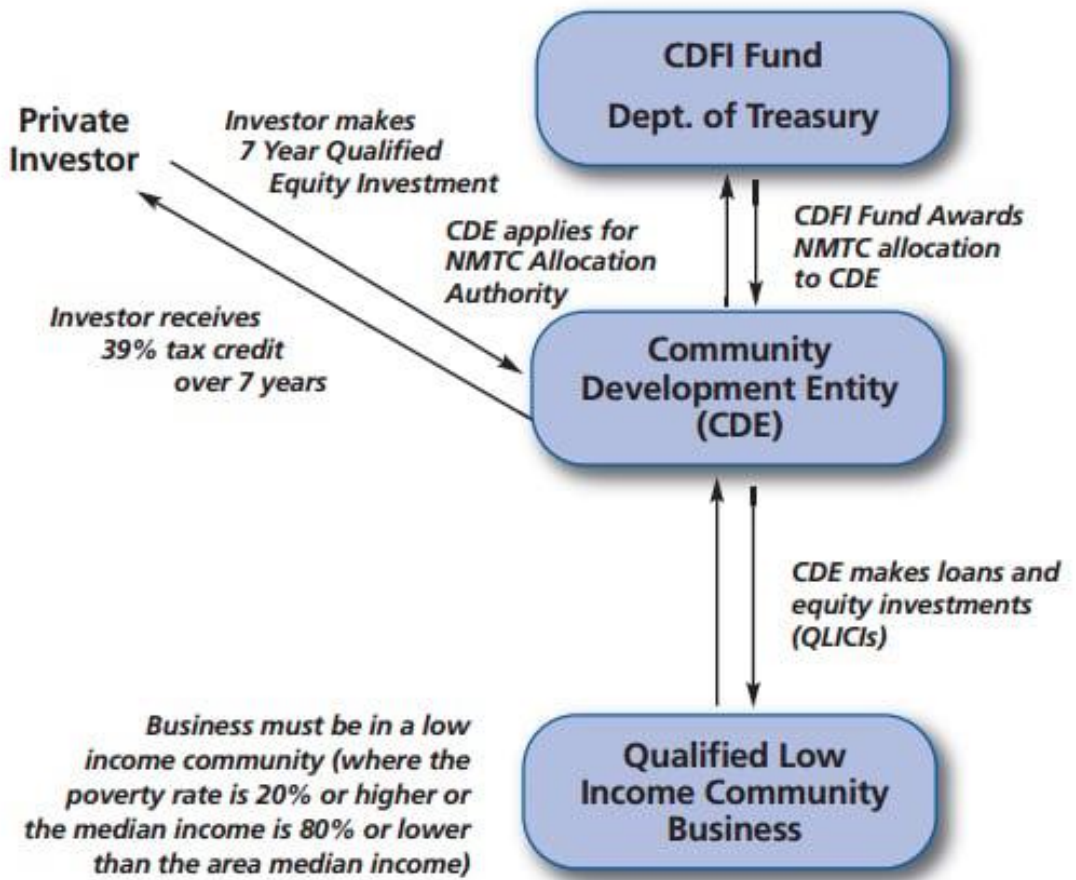 CDFI Fund
Dept. of Treasury
Private
Investor
Investor makes
7 Year Qualified
Equity Investment
CDE applies for
NMTC Allocation
Authority
CDFI Fund Awards
NMTC allocation
to CDE
Investor receives
39% tax credit
over 7 years
Community
Development Entity
(CDE)
CDE makes loans and
equity investments
(QLICIs)
Business must be in a low
income community (where the
poverty rate is 20% or higher or
the median income is 80% or lower
than the area median income)
Qualified Low
Income Community
Business